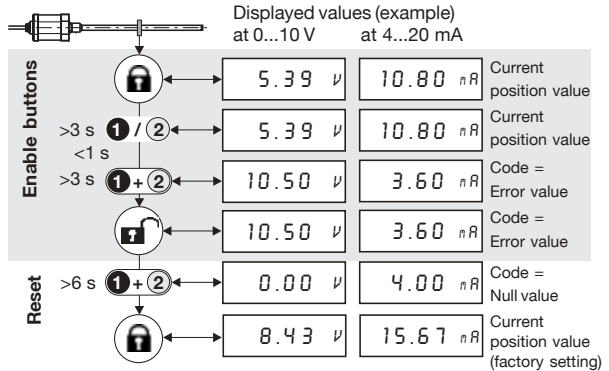 Displayed values (example)
at 0...10 V
at 4...20 mA
Enable buttons
5.39 V
10.80 mA
Current
position value
>3 s
1 / 2
5.39 V
10.80 mA
Current
position value
<1 s
>3 s
1 + 2
10.50 V
3.60 mA
Code =
Error value
10.50 V
3.60 mA
Code =
Error value
Reset
>6 s
1 + 2
0.00 V
4.00 mA
Code =
Null value
8.43 V
15.67 mA
Current
position value
(factory setting)